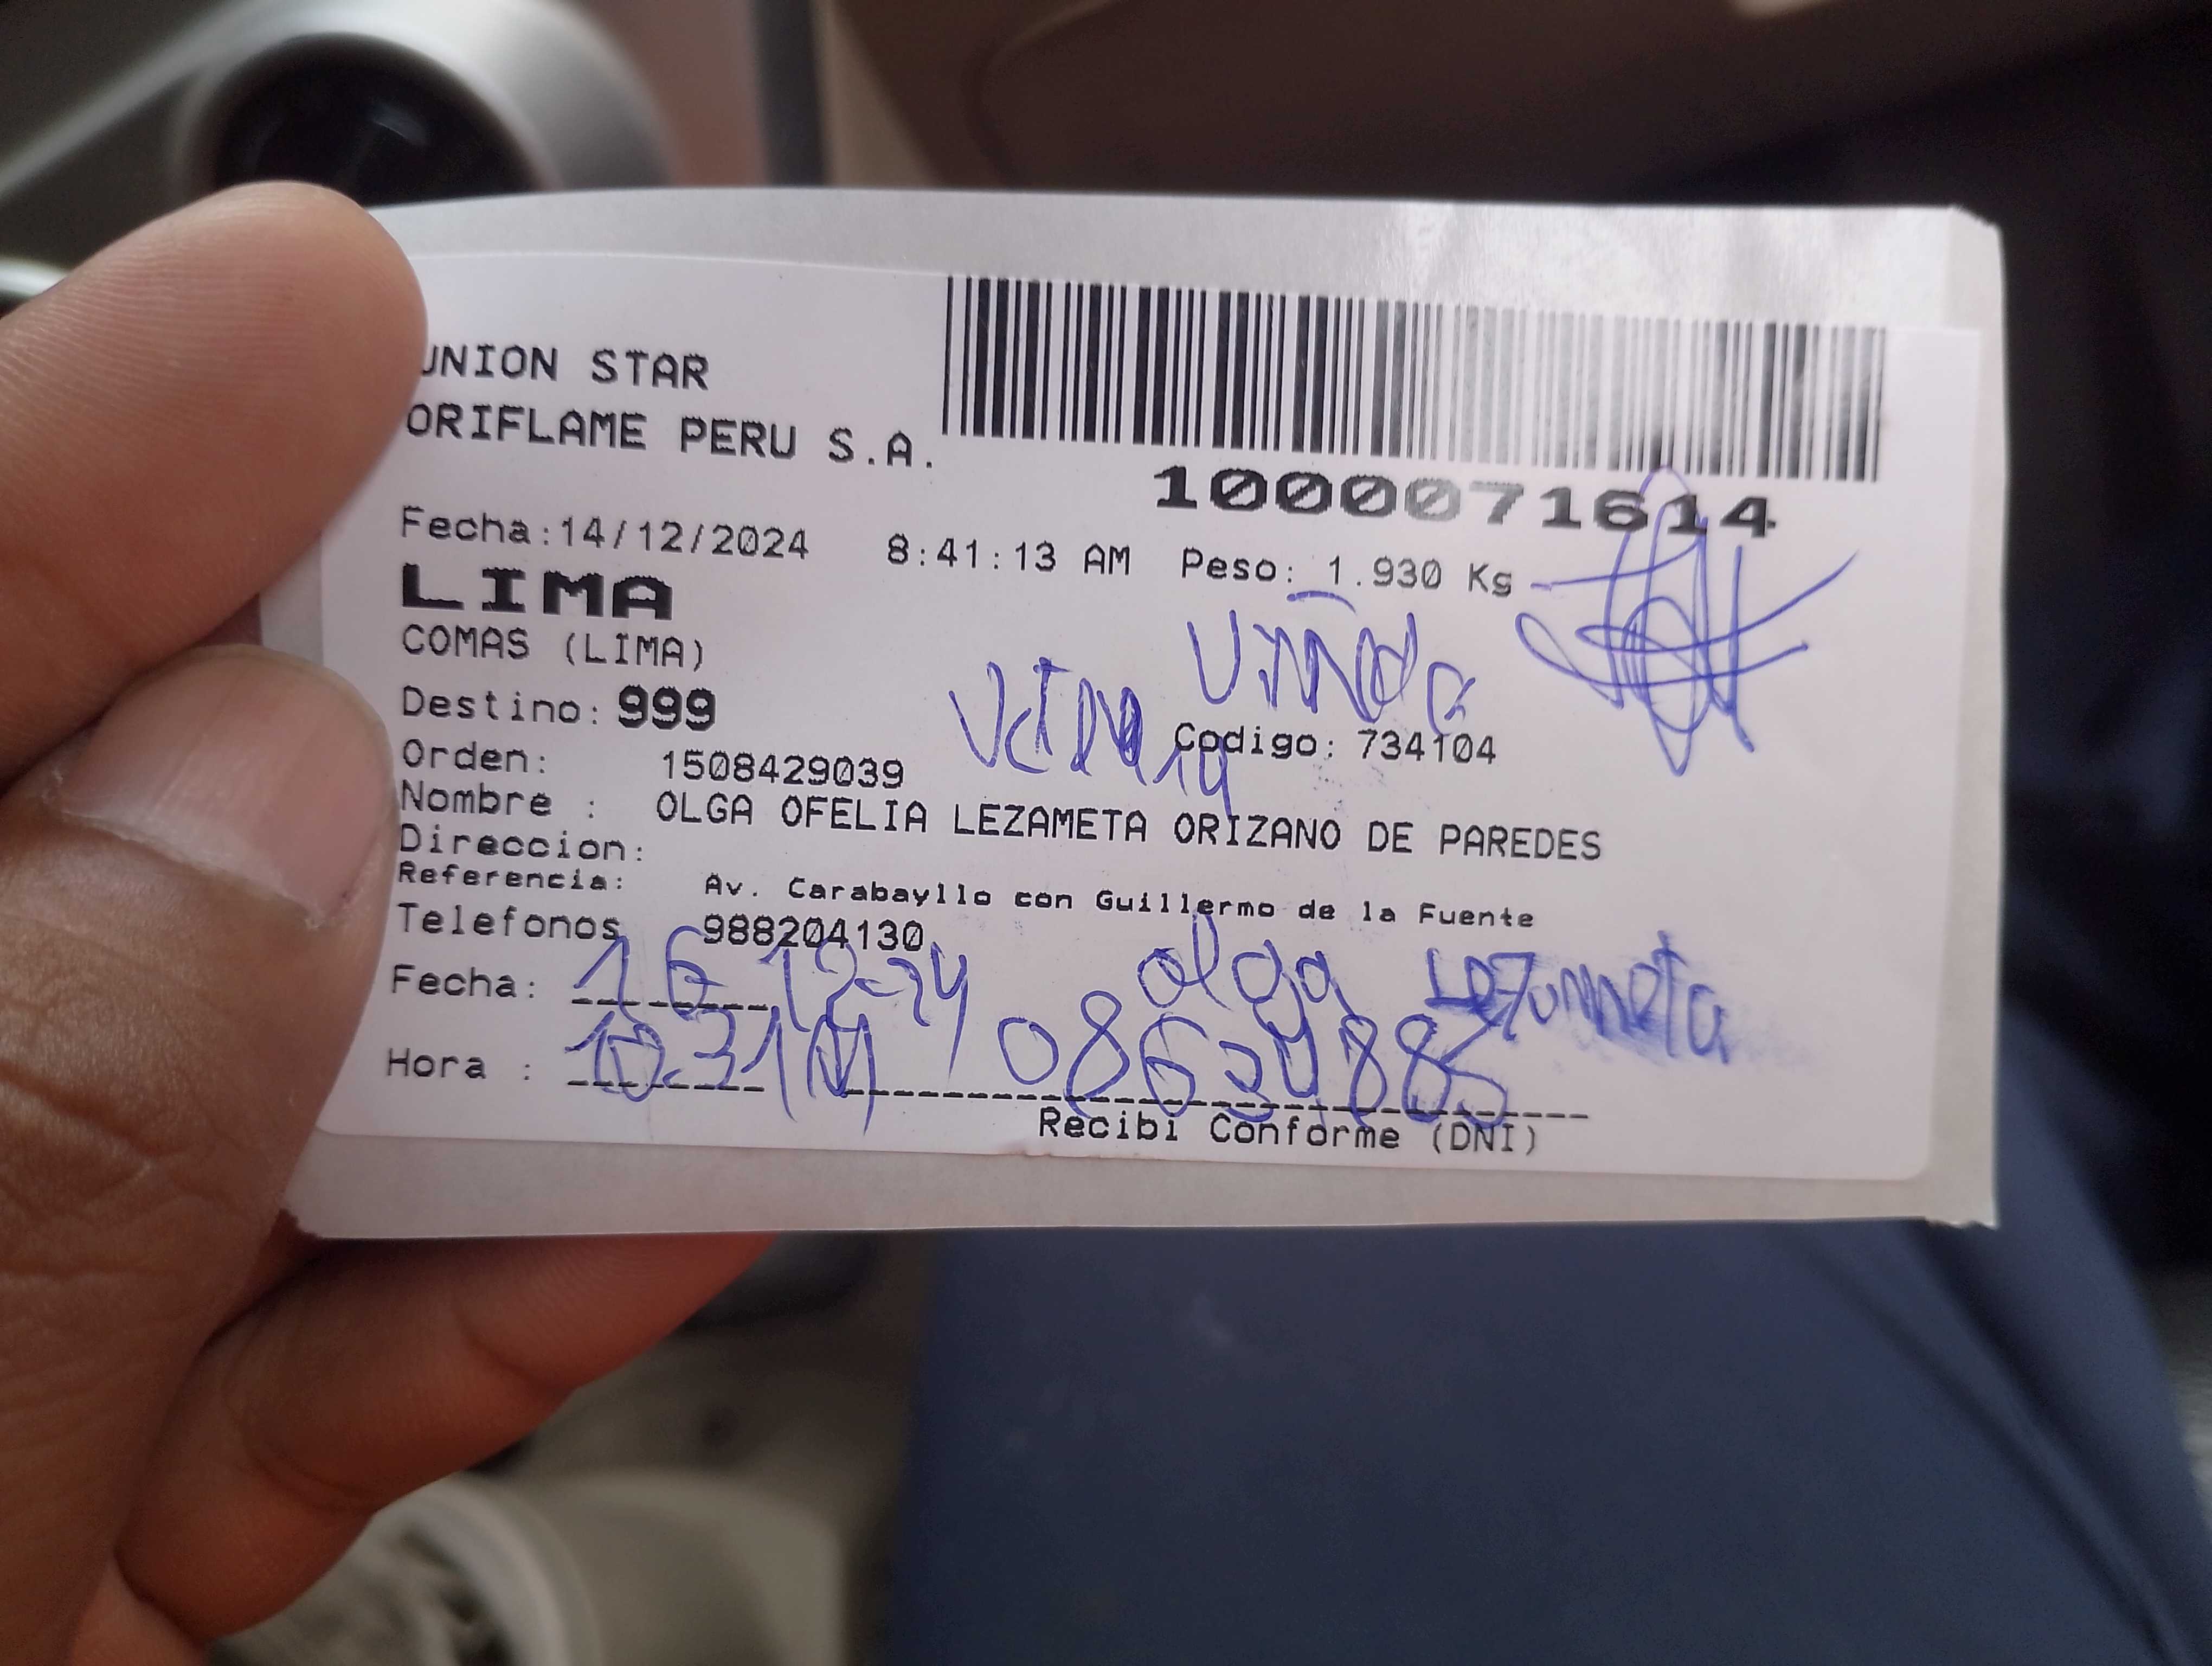 UNION STAR
ORIFLAME PERU S.A.
1000071614
Fecha:14/12/2024 8:41:13 AM Peso: 1.930 Kg
LIMA
COMAS (LIMA)
Destino: 999
Codigo: 734104
Orden: 1508429039
Nombre : OLGA OFELIA LEZAMETA ORIZANO DE PAREDES
Direccion:
Referencia: Av. Carabayllo con Guillermo de la Fuente
Telefonos 988204130
olga Lezameta
Fecha: 16-12-24
Hora : 10:31
Recibi Conforme (DNI)